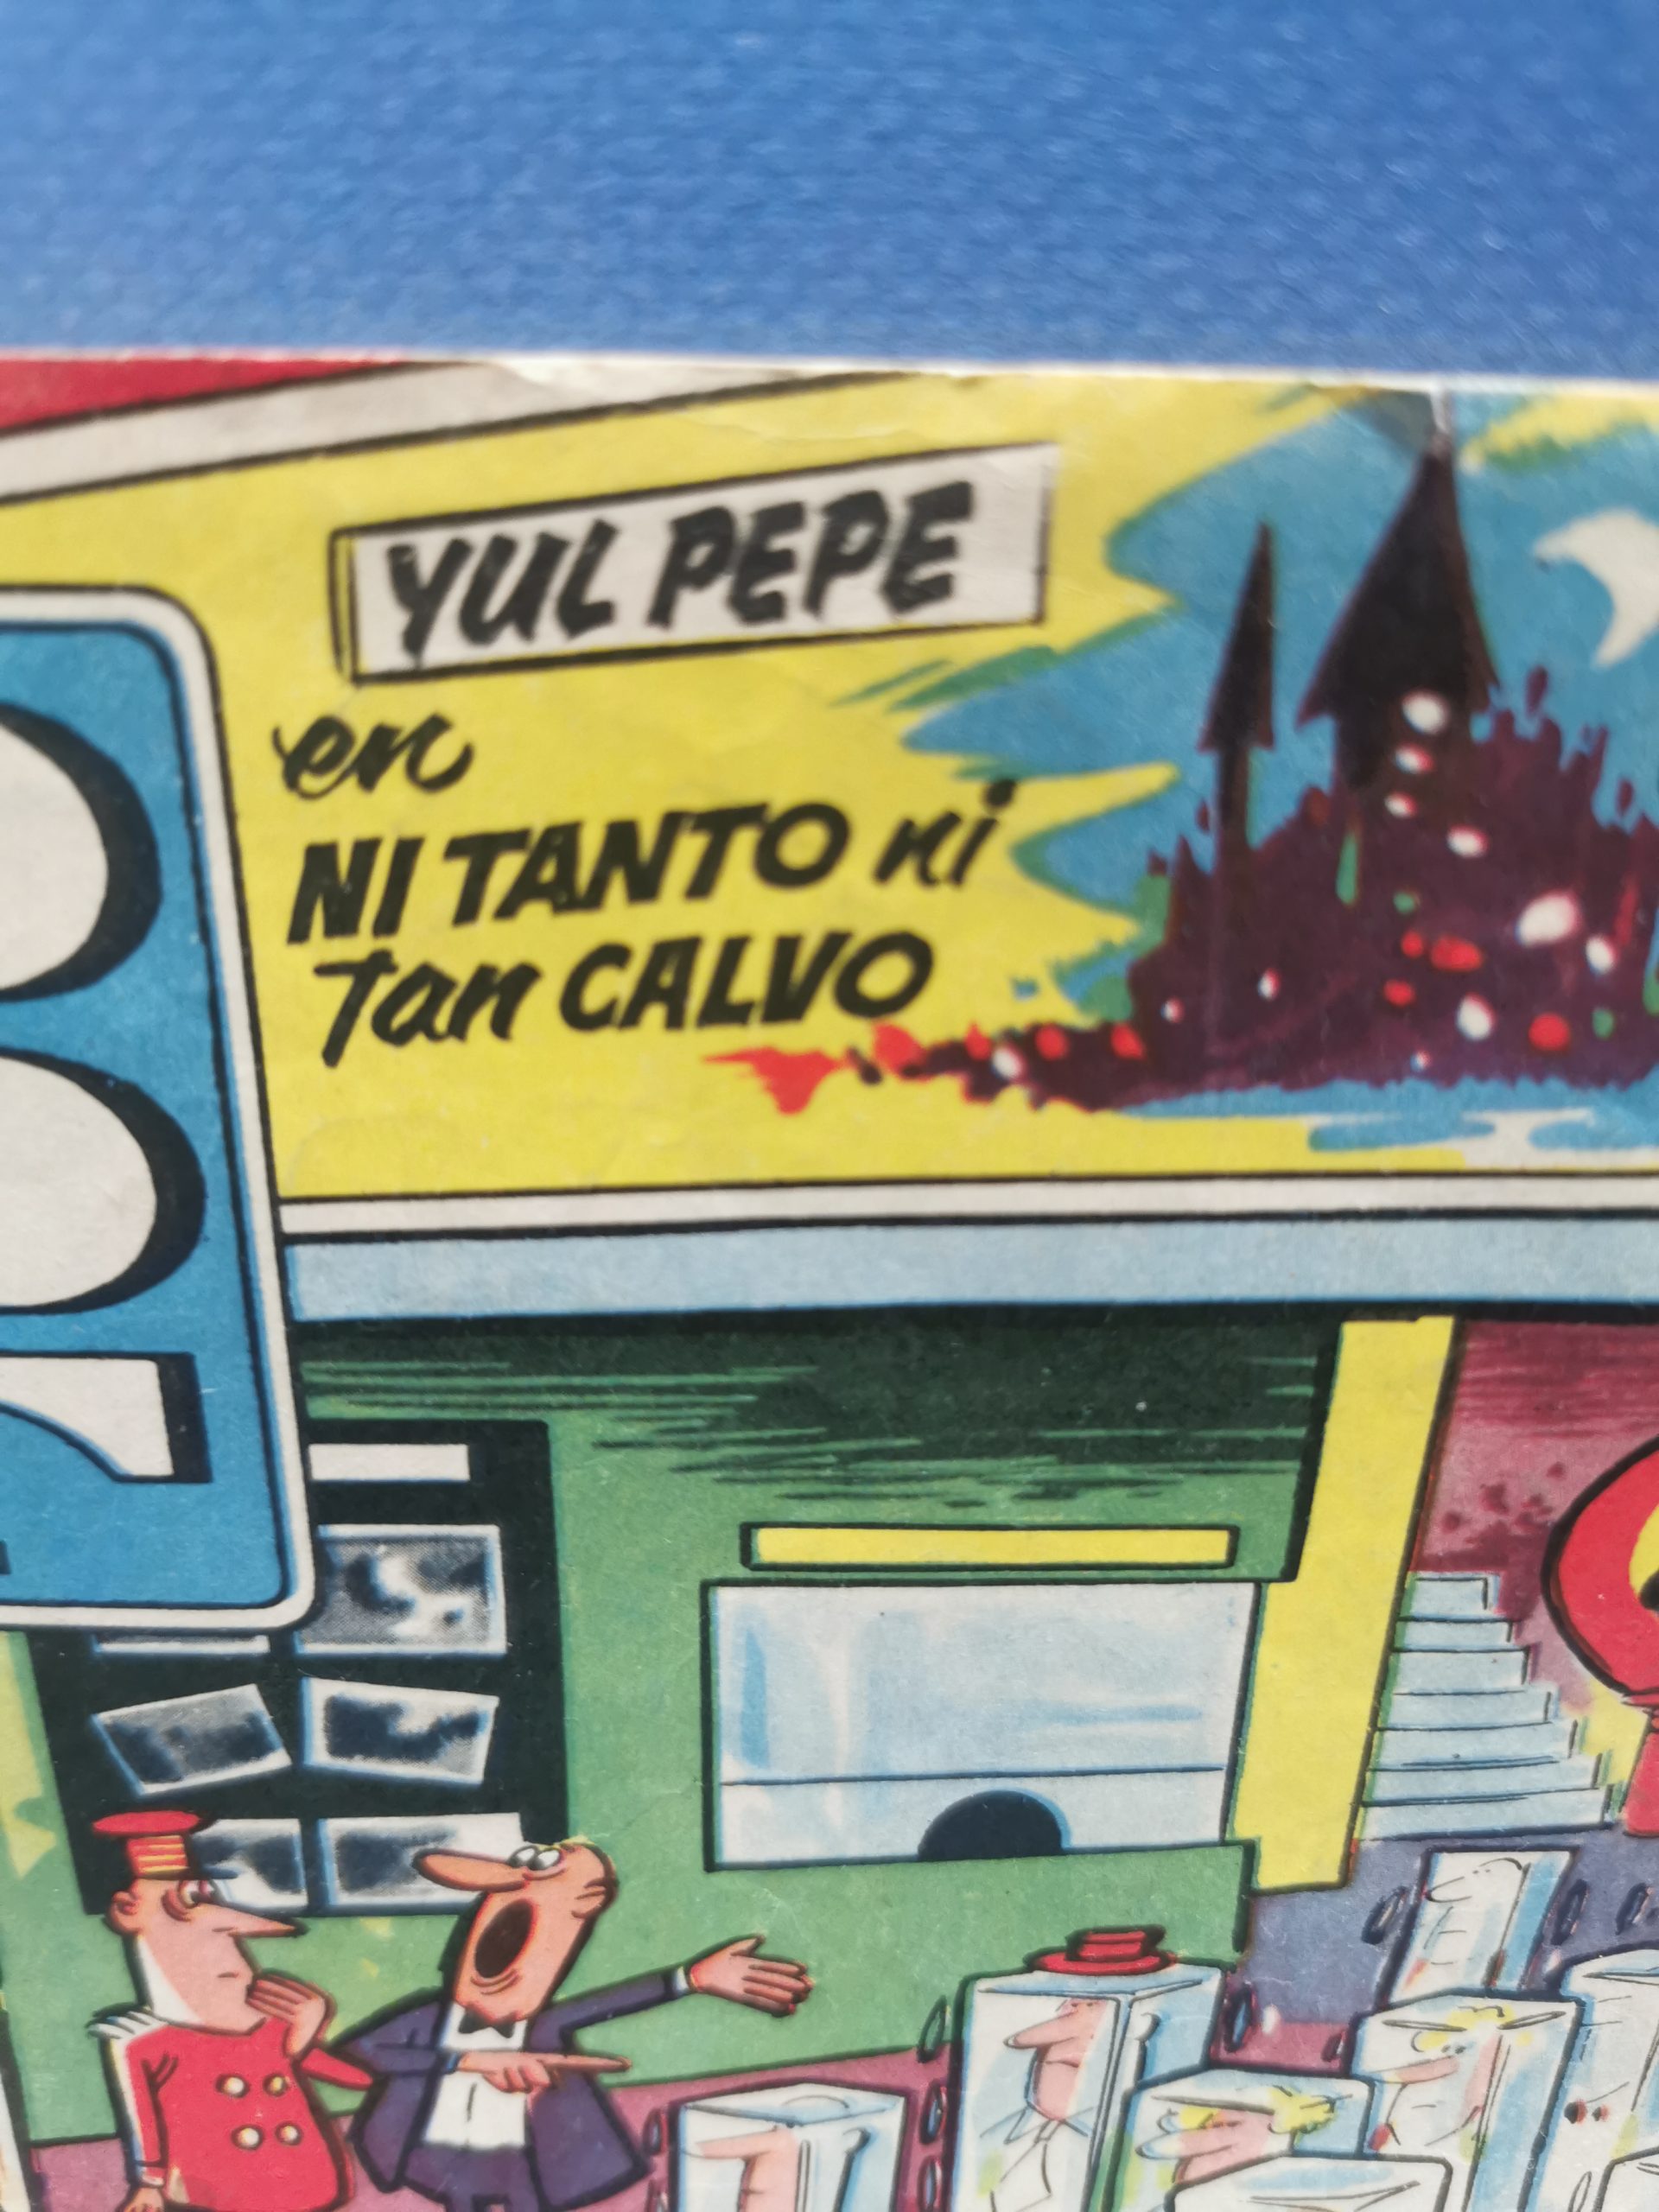 YUL PEPE
en
NI TANTO ni
Tan CALVO